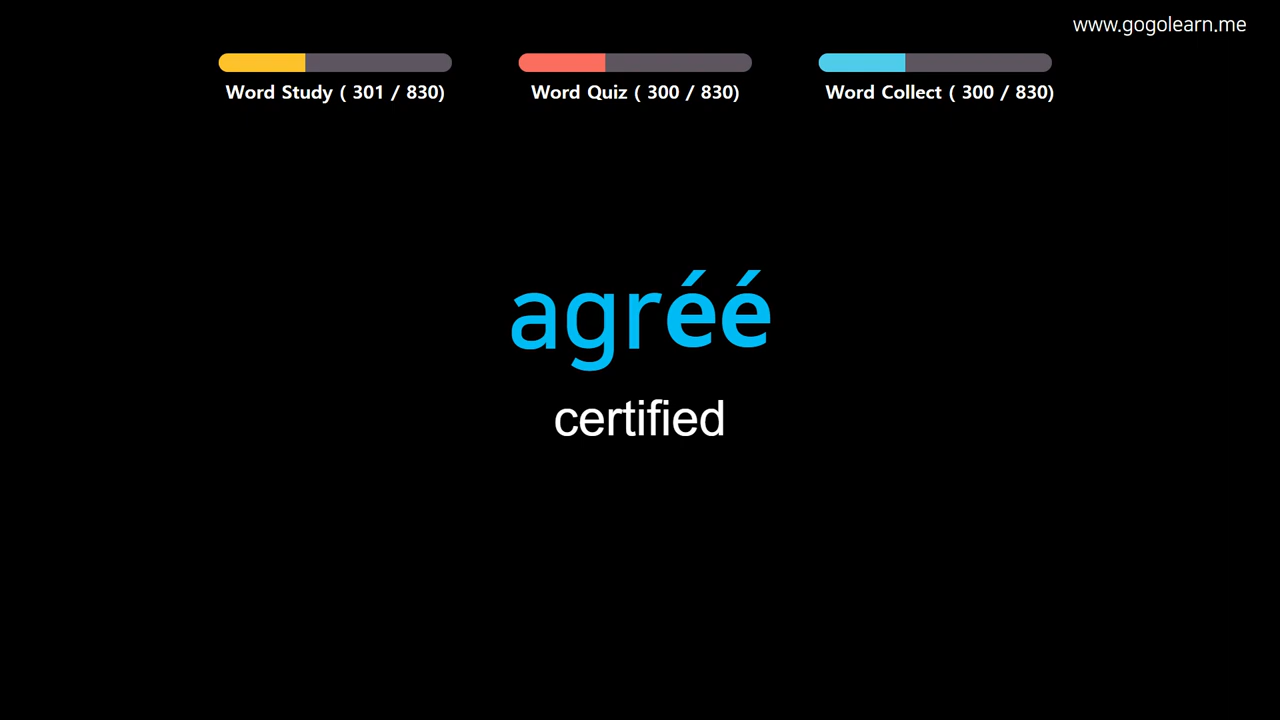 www.gogolearn.me
Word Study ( 301 / 830)
Word Quiz ( 300 / 830)
Word Collect ( 300 / 830)
agréé
certified